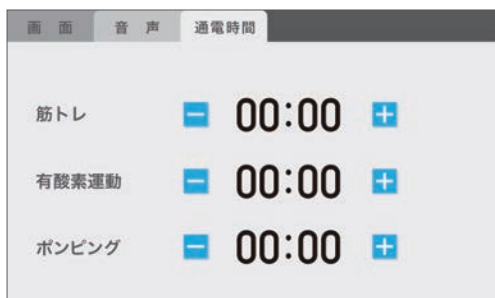 画 面 音 声 通電時間
筋トレ − 00:00 +
有酸素運動 − 00:00 +
ポンピング − 00:00 +